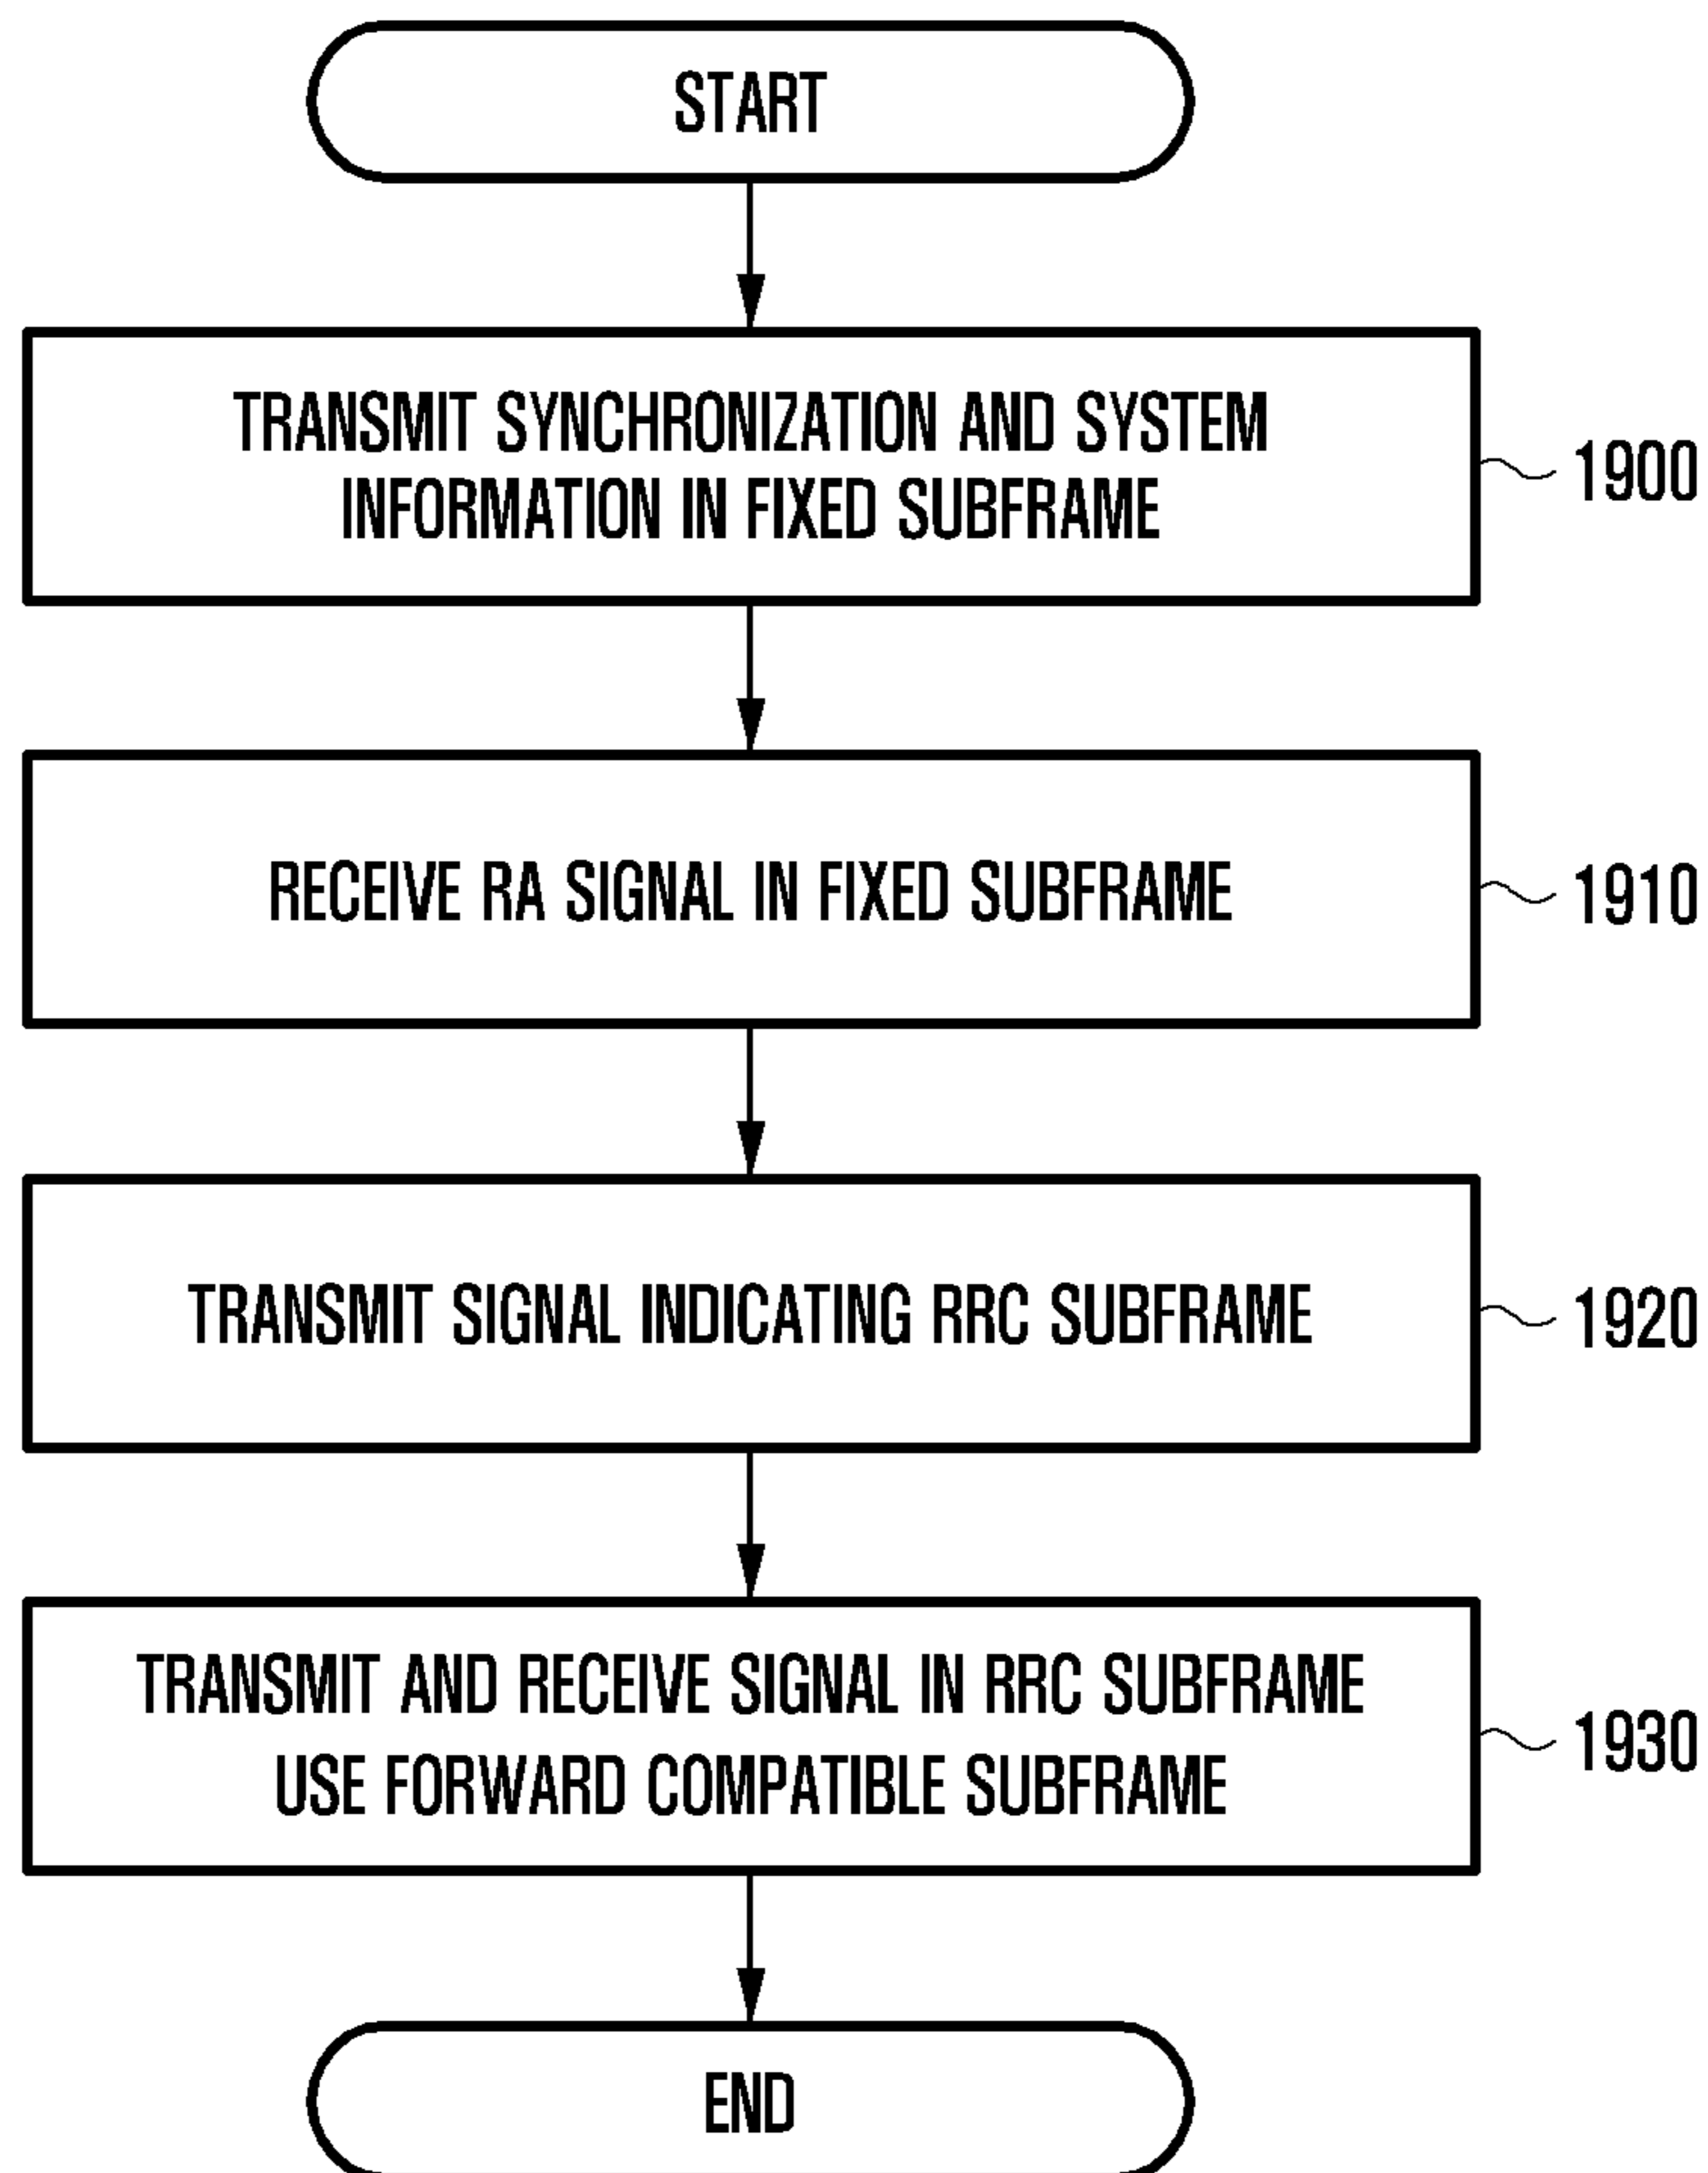 START
TRANSMIT SYNCHRONIZATION AND SYSTEM
INFORMATION IN FIXED SUBFRAME
1900
RECEIVE RA SIGNAL IN FIXED SUBFRAME
1910
TRANSMIT SIGNAL INDICATING RRC SUBFRAME
1920
TRANSMIT AND RECEIVE SIGNAL IN RRC SUBFRAME
USE FORWARD COMPATIBLE SUBFRAME
1930
END